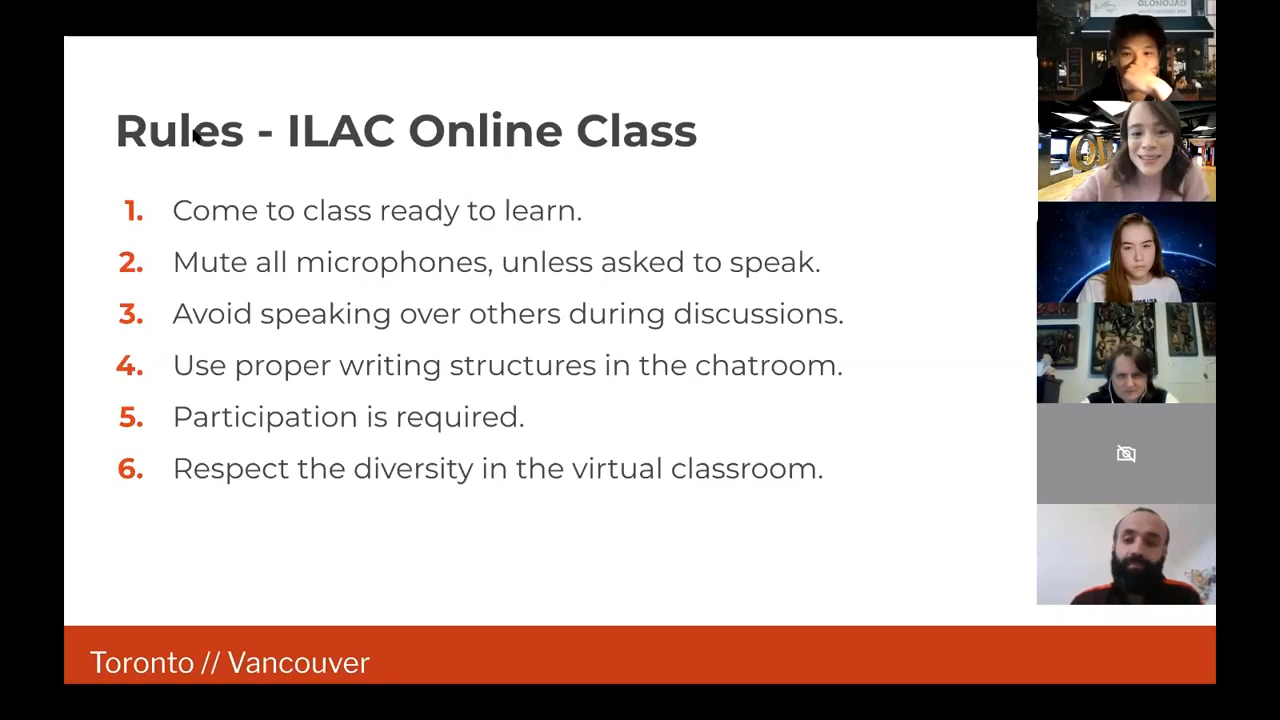 Rules - ILAC Online Class
1. Come to class ready to learn.
2. Mute all microphones, unless asked to speak.
3. Avoid speaking over others during discussions.
4. Use proper writing structures in the chatroom.
5. Participation is required.
6. Respect the diversity in the virtual classroom.
Toronto // Vancouver